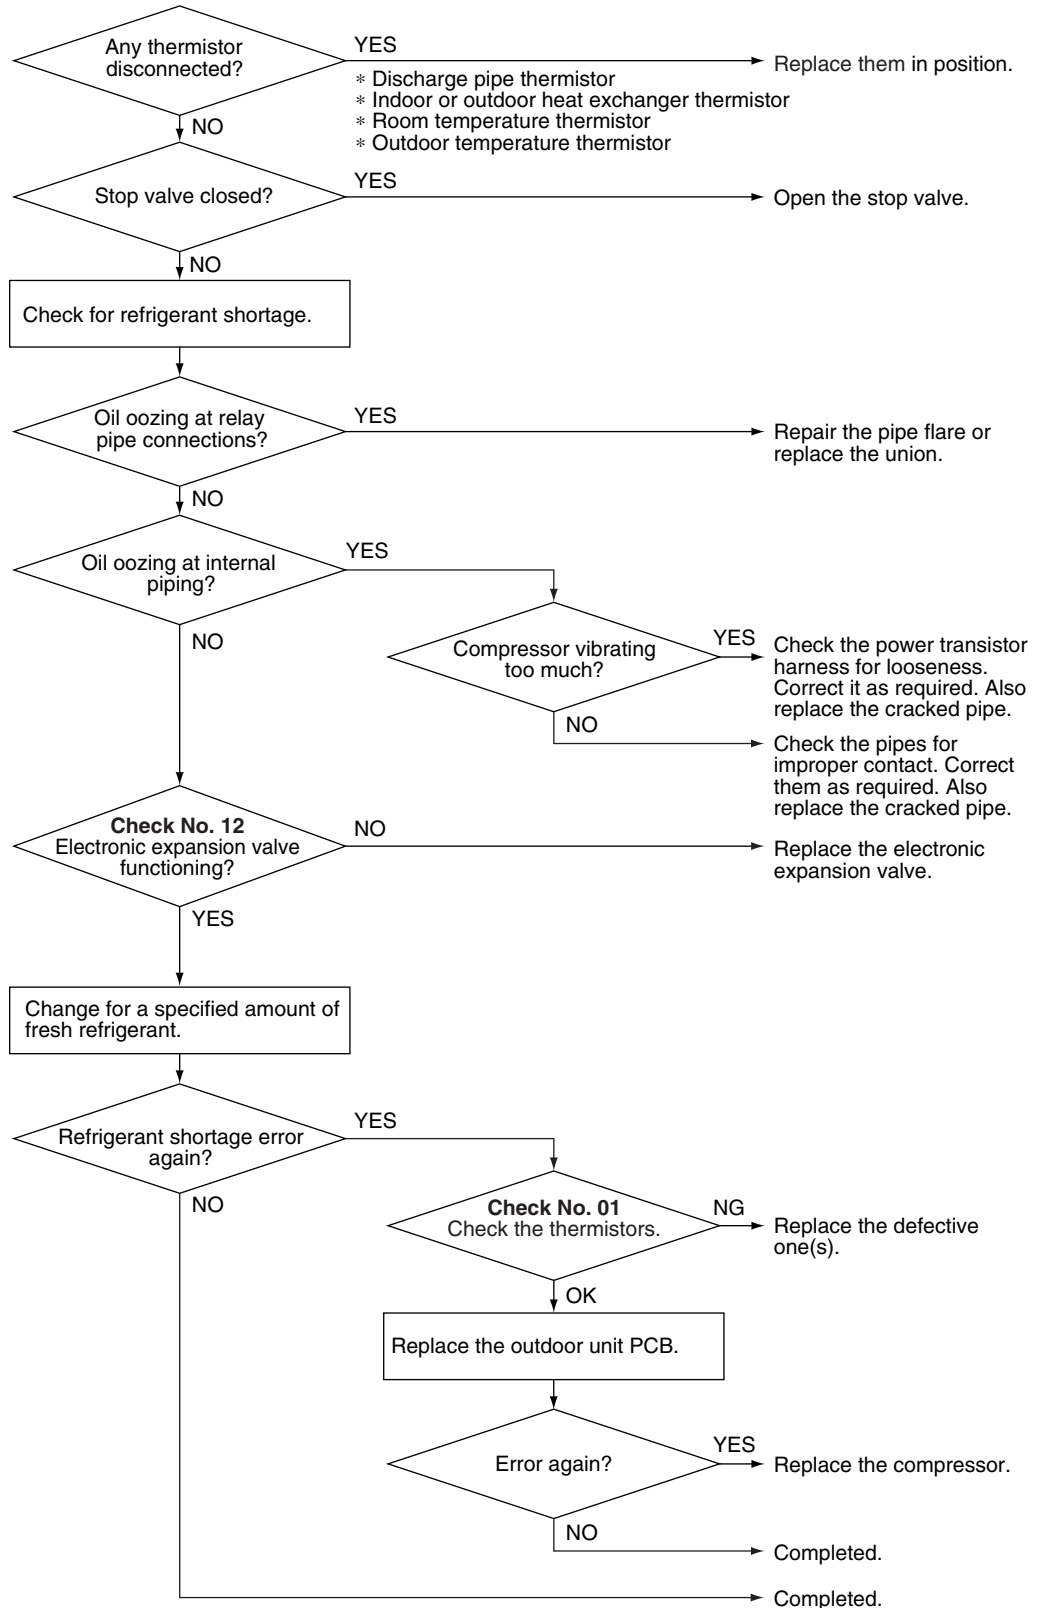 Any thermistor
disconnected?
YES
Replace them in position.
* Discharge pipe thermistor
* Indoor or outdoor heat exchanger thermistor
* Room temperature thermistor
* Outdoor temperature thermistor
NO
Stop valve closed?
YES
Open the stop valve.
NO
Check for refrigerant shortage.
Oil oozing at relay
pipe connections?
YES
Repair the pipe flare or
replace the union.
NO
Oil oozing at internal
piping?
YES
NO
Compressor vibrating
too much?
YES
Check the power transistor
harness for looseness.
Correct it as required. Also
replace the cracked pipe.
NO
Check the pipes for
improper contact. Correct
them as required. Also
replace the cracked pipe.
Check No. 12
Electronic expansion valve
functioning?
NO
Replace the electronic
expansion valve.
YES
Change for a specified amount of
fresh refrigerant.
Refrigerant shortage error
again?
YES
NO
Check No. 01
Check the thermistors.
NG
Replace the defective
one(s).
OK
Replace the outdoor unit PCB.
Error again?
YES
Replace the compressor.
NO
Completed.
Completed.